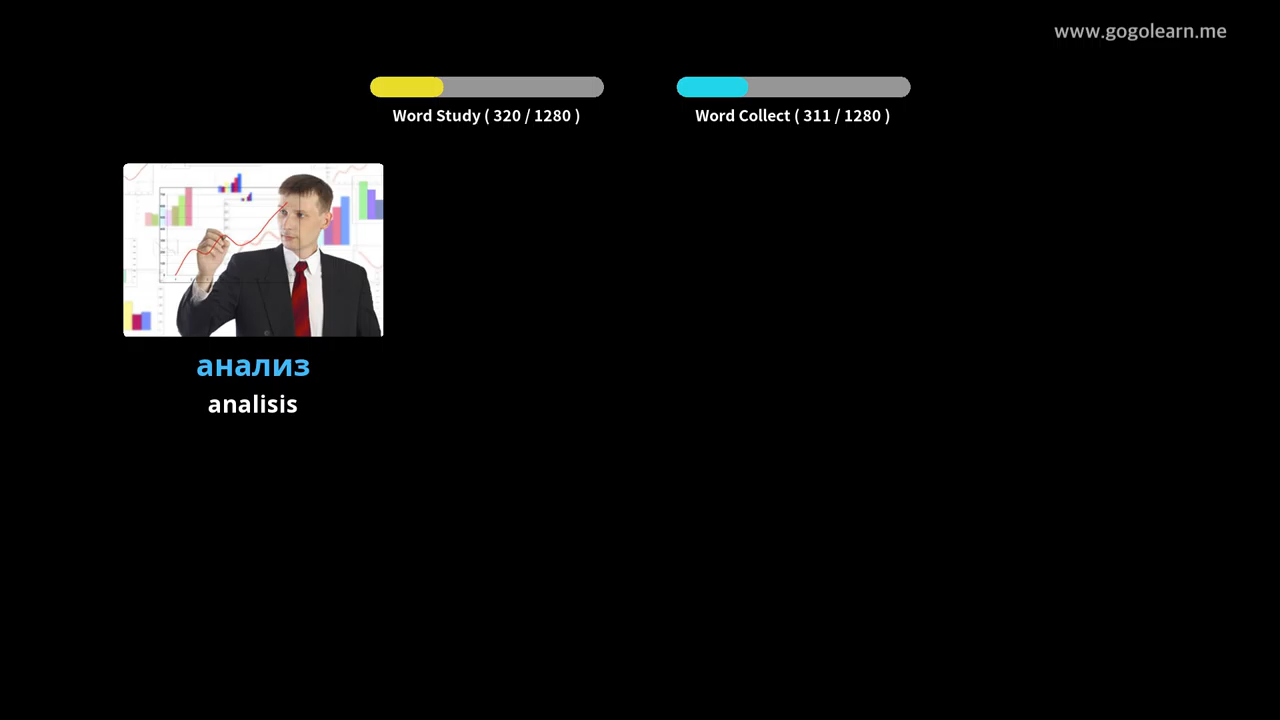 www.gogolearn.me
Word Study ( 320 / 1280 )
Word Collect ( 311 / 1280 )
анализ
analisis